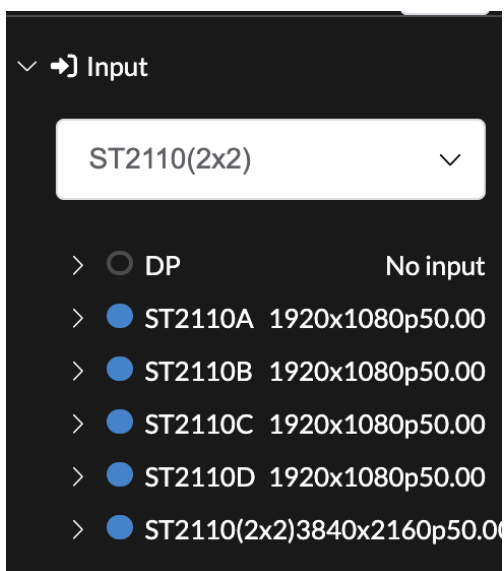 Input
ST2110(2x2)
DP No input
ST2110A 1920x1080p50.00
ST2110B 1920x1080p50.00
ST2110C 1920x1080p50.00
ST2110D 1920x1080p50.00
ST2110(2x2)3840x2160p50.00